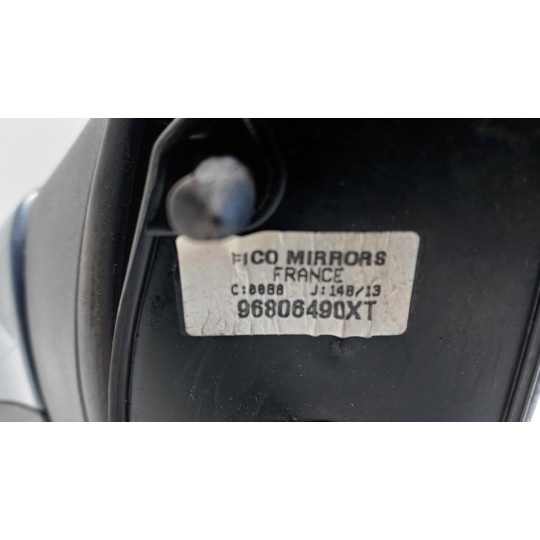 FICO MIRRORS
FRANCE
C:0088 J:148/13
96806490XT